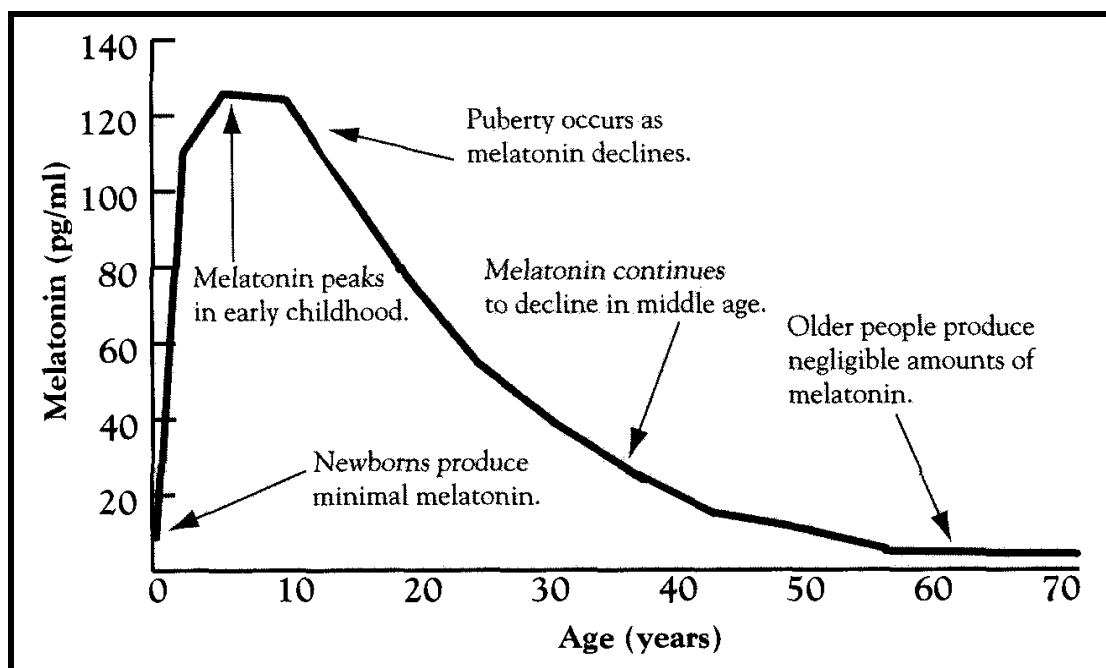 140
120
100
80
60
40
20
Melatonin (pg/ml)
Puberty occurs as
melatonin declines.
Melatonin peaks
in early childhood.
Melatonin continues
to decline in middle age.
Older people produce
negligible amounts of
melatonin.
Newborns produce
minimal melatonin.
0 10 20 30 40 50 60 70
Age (years)